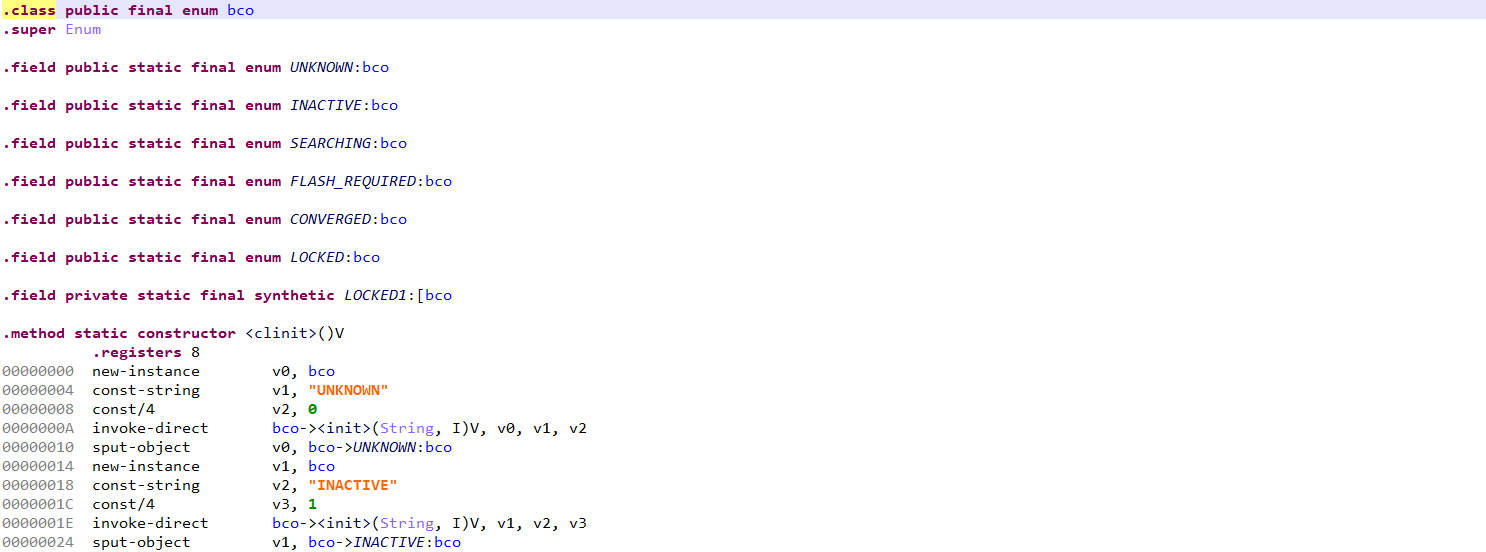 .class public final enum bco
.super Enum
.field public static final enum UNKNOWN:bco
.field public static final enum INACTIVE:bco
.field public static final enum SEARCHING:bco
.field public static final enum FLASH_REQUIRED:bco
.field public static final enum CONVERGED:bco
.field public static final enum LOCKED:bco
.field private static final synthetic LOCKED1:[bco
.method static constructor <clinit>()V
.registers 8
00000000 new-instance v0, bco
00000004 const-string v1, "UNKNOWN"
00000008 const/4 v2, 0
0000000A invoke-direct bco-><init>(String, I)V, v0, v1, v2
00000010 sput-object v0, bco->UNKNOWN:bco
00000014 new-instance v1, bco
00000018 const-string v2, "INACTIVE"
0000001C const/4 v3, 1
0000001E invoke-direct bco-><init>(String, I)V, v1, v2, v3
00000024 sput-object v1, bco->INACTIVE:bco